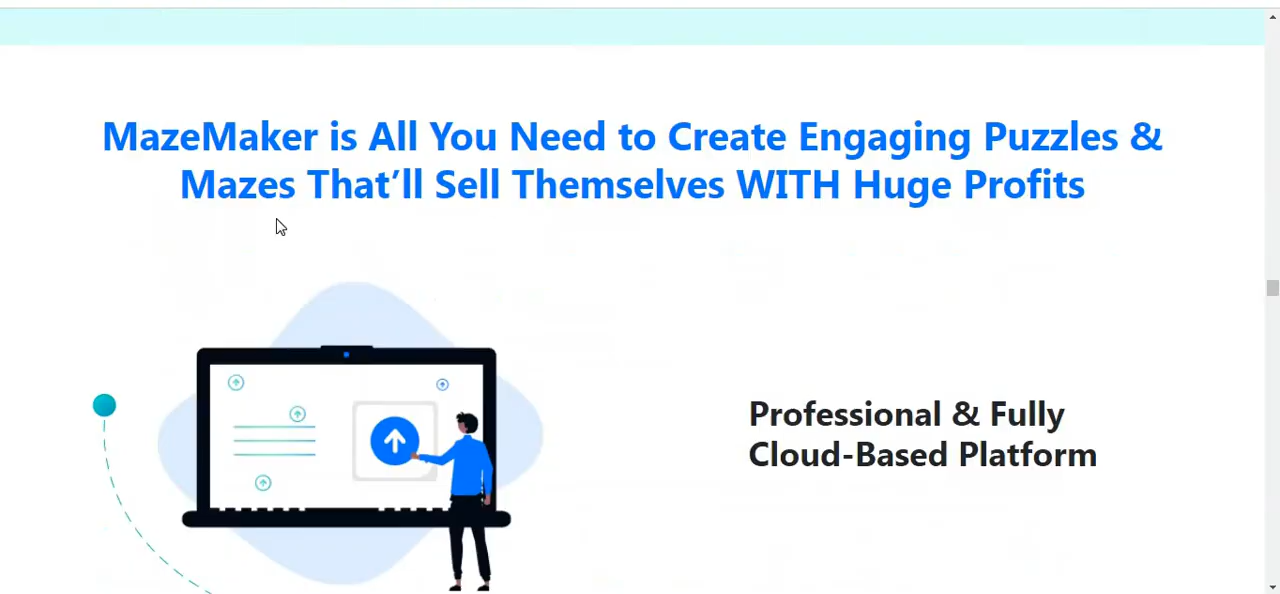 MazeMaker is All You Need to Create Engaging Puzzles &
Mazes That’ll Sell Themselves WITH Huge Profits
Professional & Fully
Cloud-Based Platform